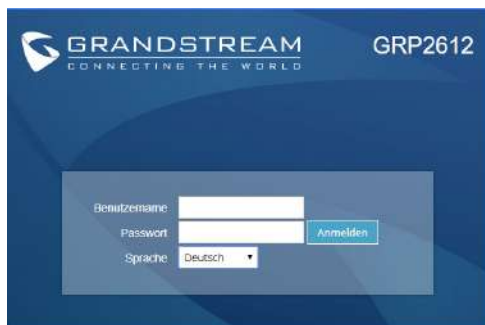 GRANDSTREAM
CONNECTING THE WORLD
GRP2612
Benutzername
Passwort
Anmelden
Sprache
Deutsch